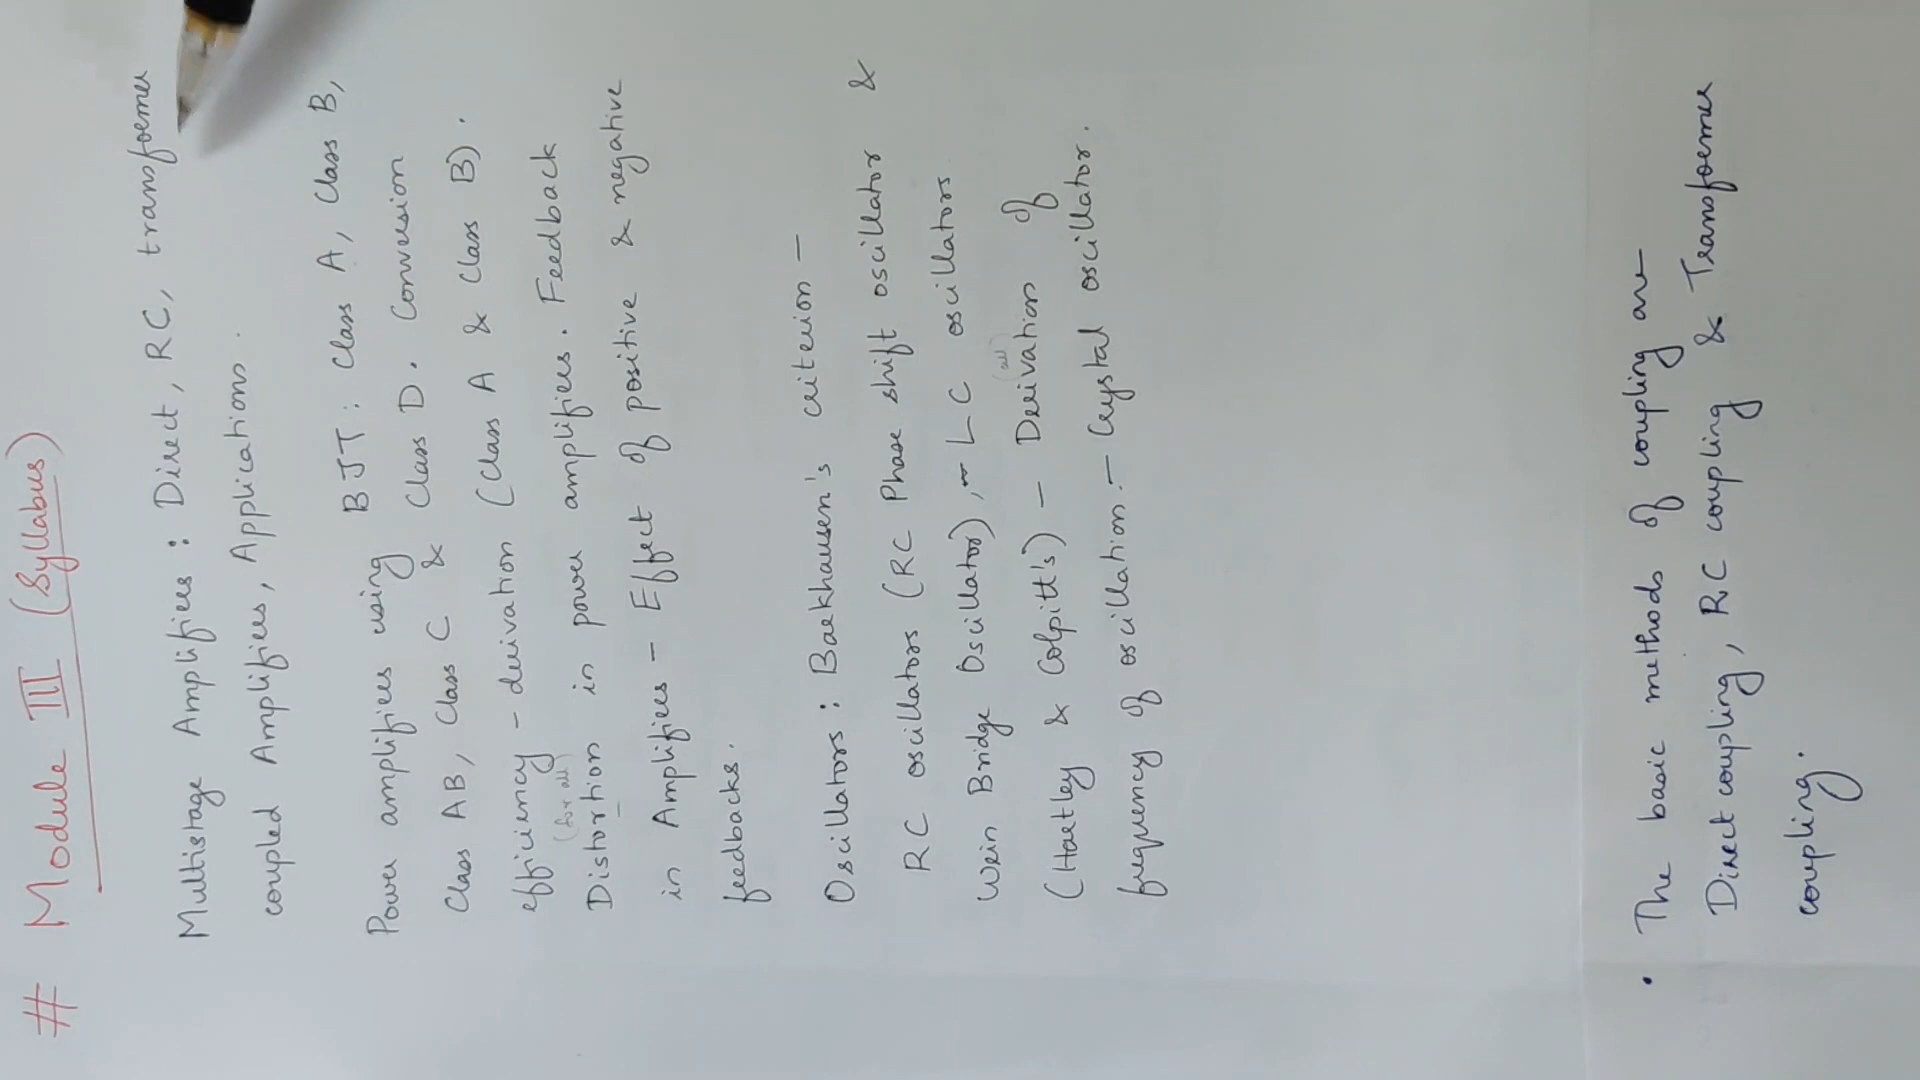 # Module III (Syllabus)
Multistage Amplifiers : Direct, RC, transformer
coupled Amplifiers, Applications.
Power amplifiers using BJT: Class A, Class B,
Class AB, Class C & Class D. Conversion
efficiency - derivation (Class A & Class B).
(for all)
Distortion in power amplifiers. Feedback
in Amplifiers - Effect of positive & negative
feedbacks.
Oscillators : Barkhausen's criterion -
RC oscillators (RC Phase shift oscillator &
Wein Bridge Oscillator), - LC oscillators
(all)
(Hartley & Colpitt's) - Derivation of
frequency of oscillation. - Crystal oscillator.
• The basic methods of coupling are
Direct coupling, RC coupling & Transformer
coupling.